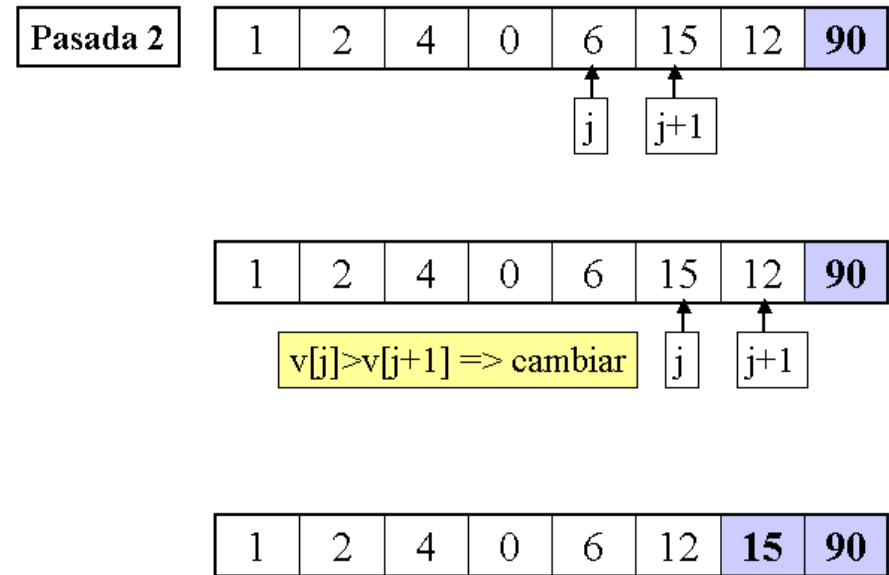 Pasada 2 1 2 4 0 6 15 12 90
j j+1
1 2 4 0 6 15 12 90
v[j]>v[j+1] => cambiar j j+1
1 2 4 0 6 12 15 90